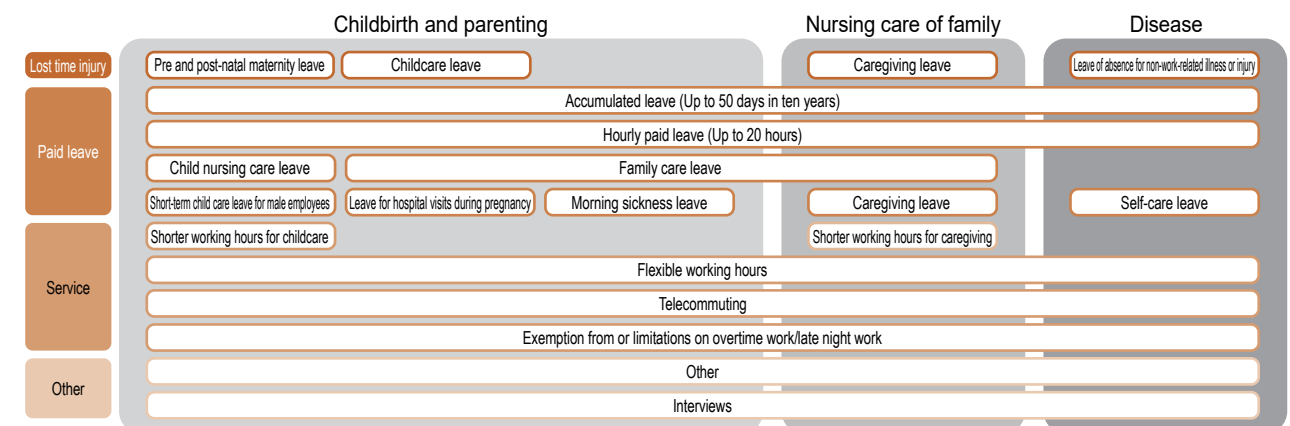 Childbirth and parenting
Nursing care of family
Disease
Lost time injury
Pre and post-natal maternity leave
Childcare leave
Caregiving leave
Leave of absence for non-work-related illness or injury
Paid leave
Accumulated leave (Up to 50 days in ten years)
Hourly paid leave (Up to 20 hours)
Child nursing care leave
Family care leave
Short-term child care leave for male employees
Leave for hospital visits during pregnancy
Morning sickness leave
Caregiving leave
Self-care leave
Service
Shorter working hours for childcare
Shorter working hours for caregiving
Flexible working hours
Telecommuting
Exemption from or limitations on overtime work/late night work
Other
Other
Interviews